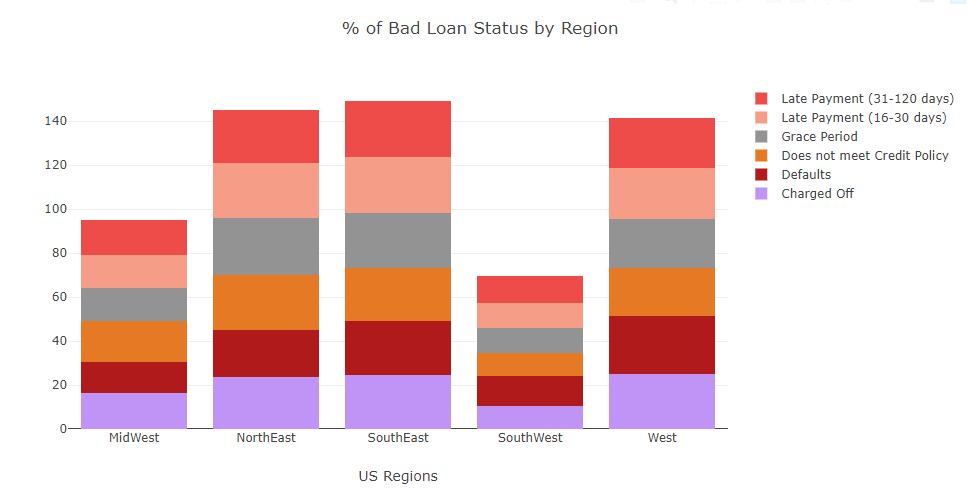 % of Bad Loan Status by Region
140
120
100
80
60
40
20
0
MidWest NorthEast SouthEast SouthWest West
US Regions
Late Payment (31-120 days)
Late Payment (16-30 days)
Grace Period
Does not meet Credit Policy
Defaults
Charged Off